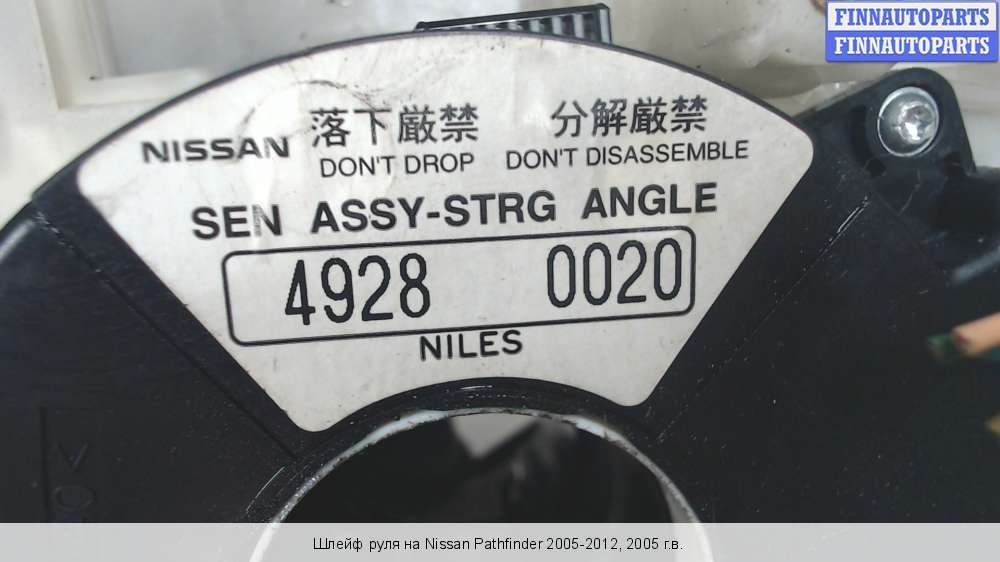 FINNAUTOPARTS
FINNAUTOPARTS
NISSAN 落下厳禁 分解厳禁
DON'T DROP DON'T DISASSEMBLE
SEN ASSY-STRG ANGLE
4928 0020
NILES
Шлейф руля на Nissan Pathfinder 2005-2012, 2005 г.в.